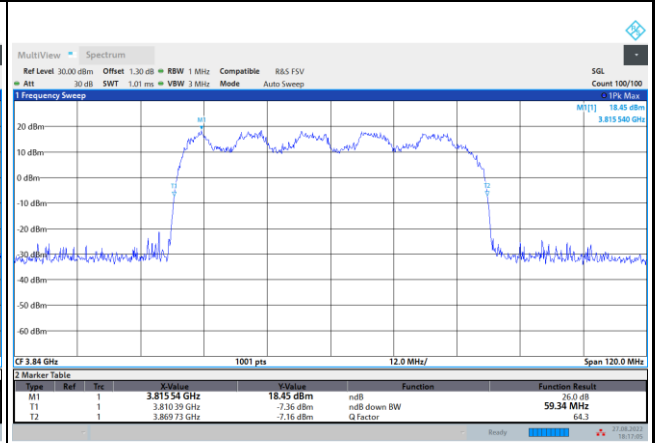 MultiView Spectrum
Ref Level 30.00 dBm Offset 1.30 dB RBW 1 MHz Compatible R&S FSV SGL
Att 30 dB SWT 1.01 ms VBW 3 MHz Mode Auto Sweep Count 100/100
1 Frequency Sweep 1Pk Max
M1[1] 18.45 dBm
3.815 540 GHz
M1
20 dBm
10 dBm
0 dBm
T1 T2
-10 dBm
-20 dBm
-30 dBm
-40 dBm
-50 dBm
-60 dBm
CF 3.84 GHz 1001 pts 12.0 MHz/ Span 120.0 MHz
2 Marker Table
Type Ref Trc X-Value Y-Value Function Function Result
M1 1 3.815 54 GHz 18.45 dBm ndB 26.0 dB
T1 1 3.810 39 GHz -7.36 dBm ndB down BW 59.34 MHz
T2 1 3.869 73 GHz -7.16 dBm Q Factor 64.3
Ready 27.08.2022
18:17:05